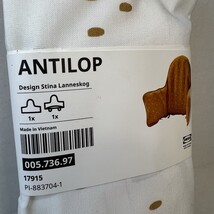 ANTILOP
Design Stina Lanneskog
1x 1x
Made in Vietnam
005.736.97
17915
PI-883704-1